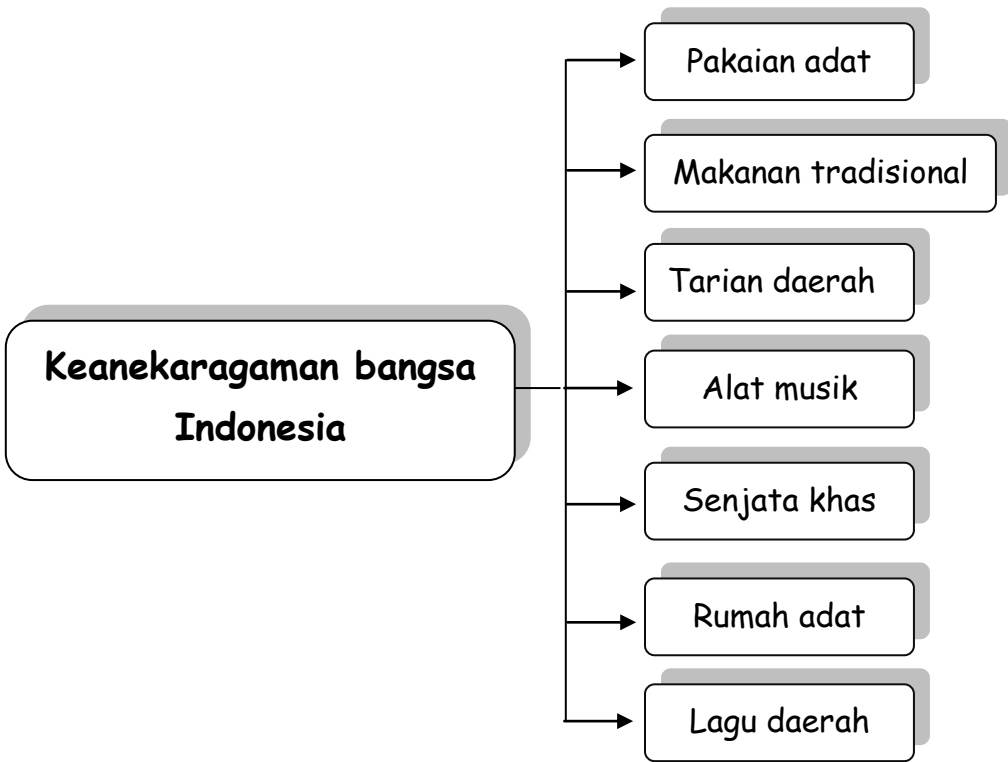 Keanekaragaman bangsa
Indonesia
Pakaian adat
Makanan tradisional
Tarian daerah
Alat musik
Senjata khas
Rumah adat
Lagu daerah